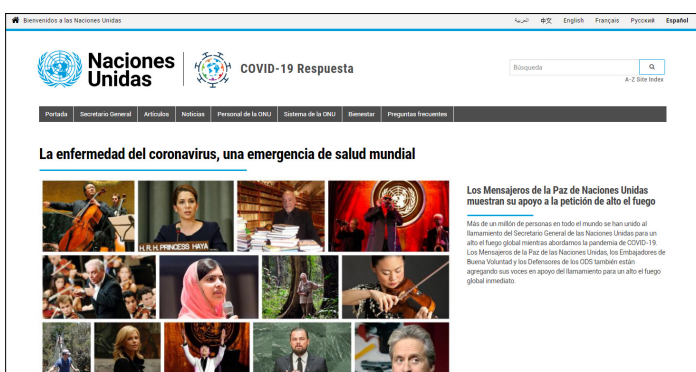 Bienvenidos a las Naciones Unidas
العربية
中文
English
Français
Русский
Español
Naciones
Unidas
COVID-19 Respuesta
Búsqueda
A-Z Site Index
Portada
Secretario General
Artículos
Noticias
Personal de la ONU
Sistema de la ONU
Bienestar
Preguntas frecuentes
La enfermedad del coronavirus, una emergencia de salud mundial
H.R.H. PRINCESS HAYA
Los Mensajeros de la Paz de Naciones Unidas
muestran su apoyo a la petición de alto el fuego
Más de un millón de personas en todo el mundo se han unido al
llamamiento del Secretario General de las Naciones Unidas para un
alto el fuego global mientras abordamos la pandemia de COVID-19.
Los Mensajeros de la Paz de las Naciones Unidas, los Embajadores de
Buena Voluntad y los Defensores de los ODS también están
agregando sus voces en apoyo del llamamiento para un alto el fuego
global inmediato.